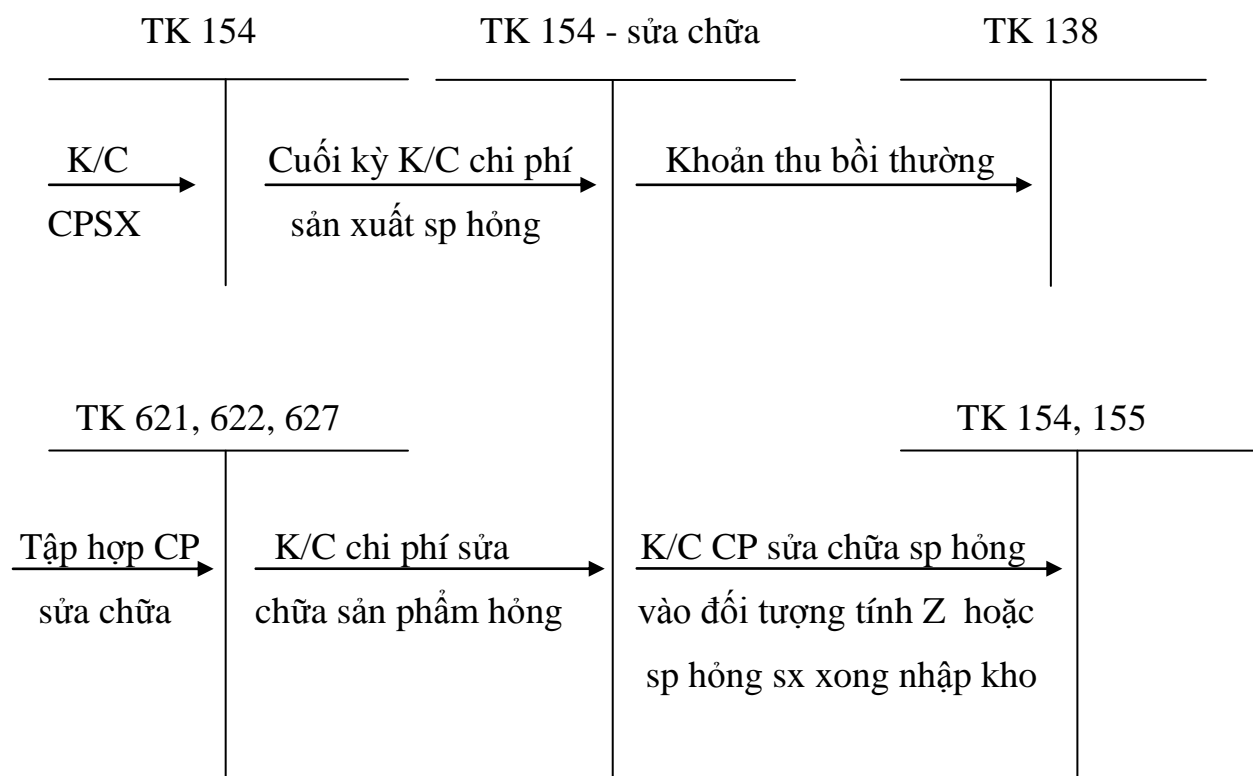 TK 154
TK 154 - sửa chữa
TK 138
K/C
CPSX
Cuối kỳ K/C chi phí
sản xuất sp hỏng
Khoản thu bồi thường
TK 621, 622, 627
TK 154, 155
Tập hợp CP
sửa chữa
K/C chi phí sửa
chữa sản phẩm hỏng
K/C CP sửa chữa sp hỏng
vào đối tượng tính Z hoặc
sp hỏng sx xong nhập kho